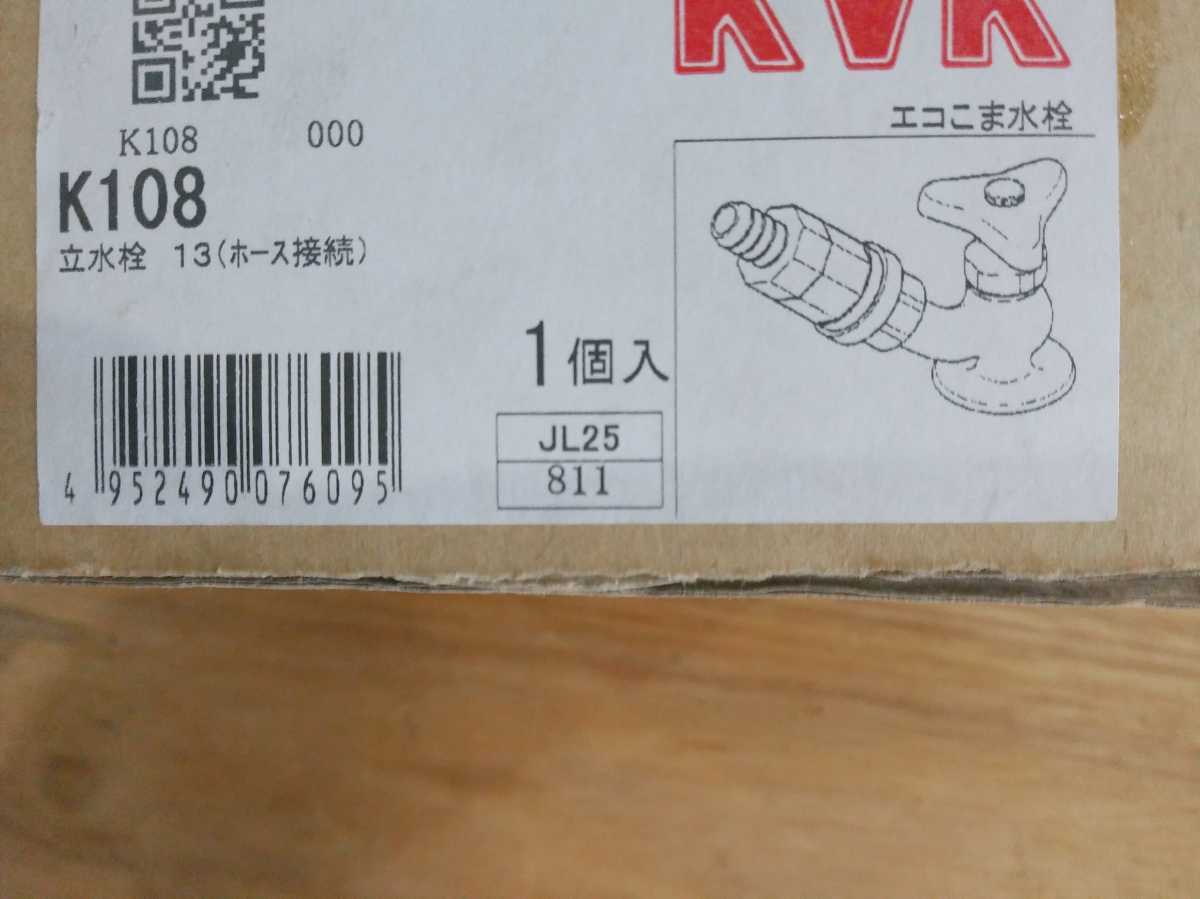 KVK
エコこま水栓
K108 000
K108
立水栓 13(ホース接続)
1個入
JL25
811
4 952490 076095